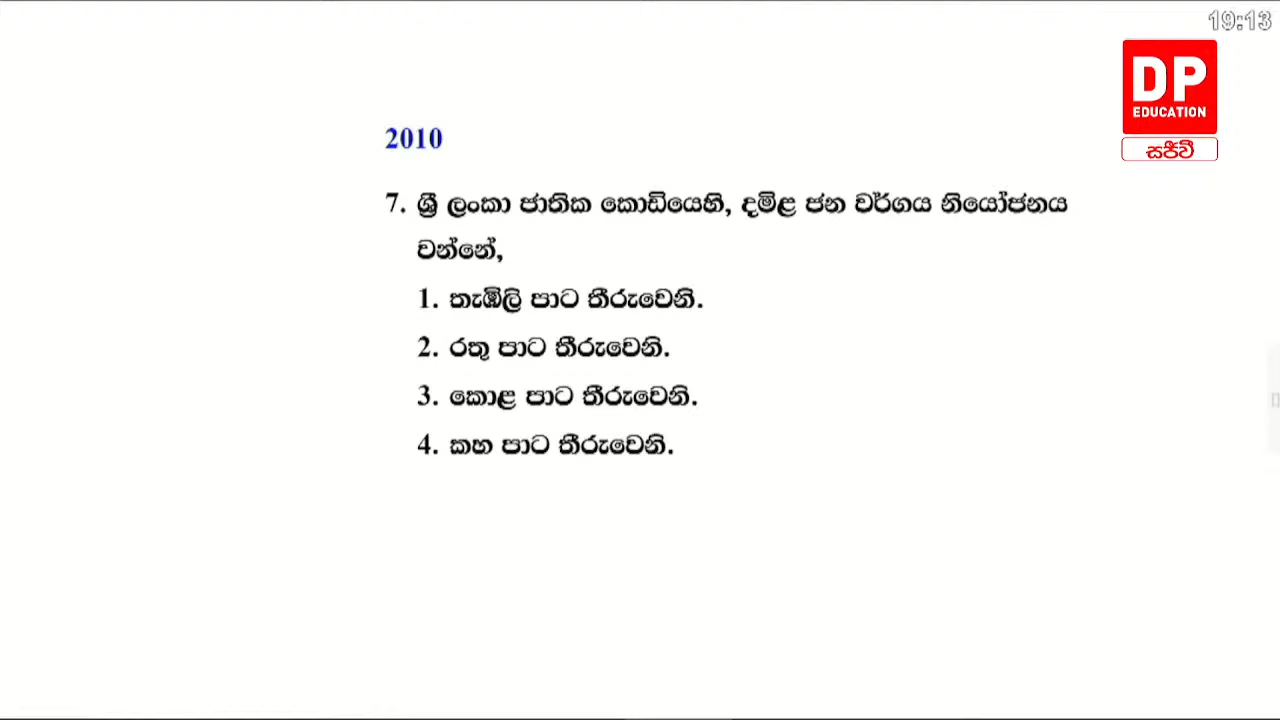 19:13
DP
EDUCATION
සජීවී
2010
7. ශ්‍රී ලංකා ජාතික කොඩියෙහි, දමිළ ජන වර්ගය නියෝජනය
වන්නේ,
1. තැඹිලි පාට තීරුවෙනි.
2. රතු පාට තීරුවෙනි.
3. කොළ පාට තීරුවෙනි.
4. කහ පාට තීරුවෙනි.